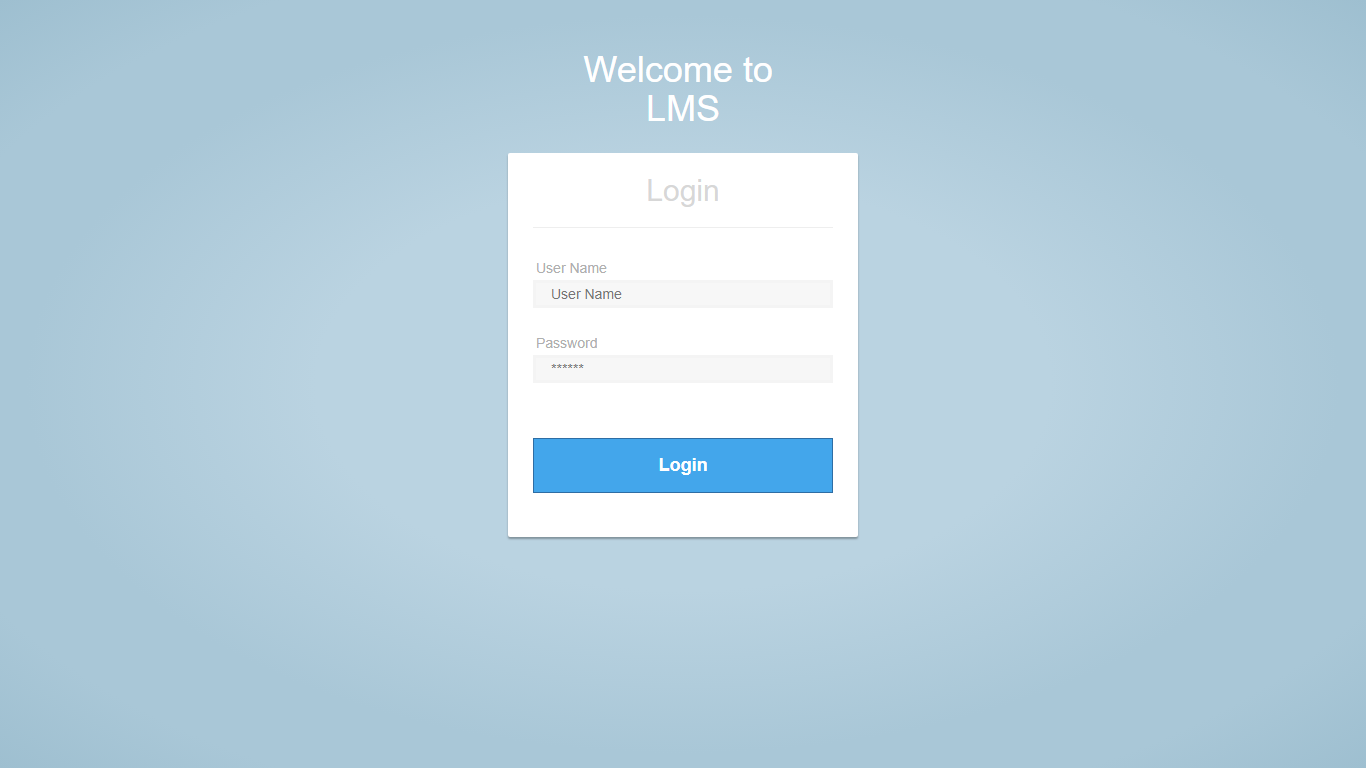 Welcome to
LMS
Login
User Name
User Name
Password
******
Login